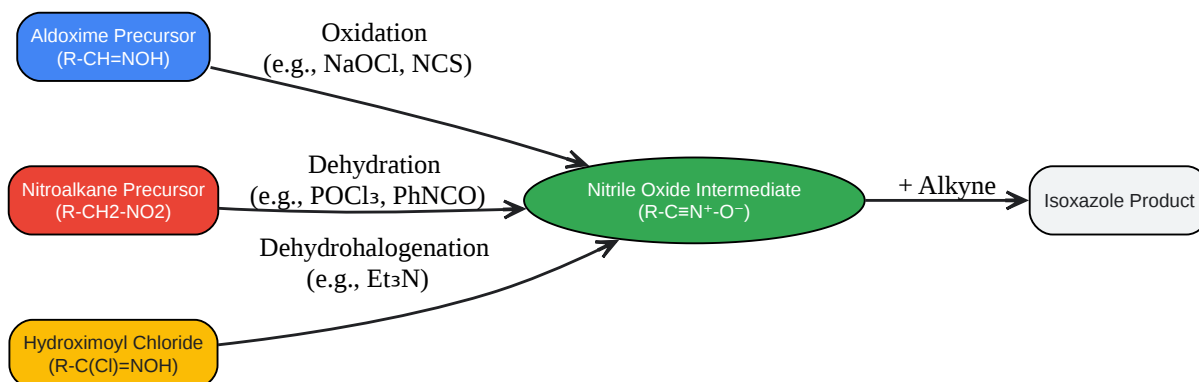 Aldoxime Precursor
(R-CH=NOH)
Oxidation
(e.g., NaOCl, NCS)
Nitroalkane Precursor
(R-CH2-NO2)
Dehydration
(e.g., POCl₃, PhNCO)
Nitrile Oxide Intermediate
(R-C≡N⁺-O⁻)
+ Alkyne
Isoxazole Product
Dehydrohalogenation
(e.g., Et₃N)
Hydroximoyl Chloride
(R-C(Cl)=NOH)